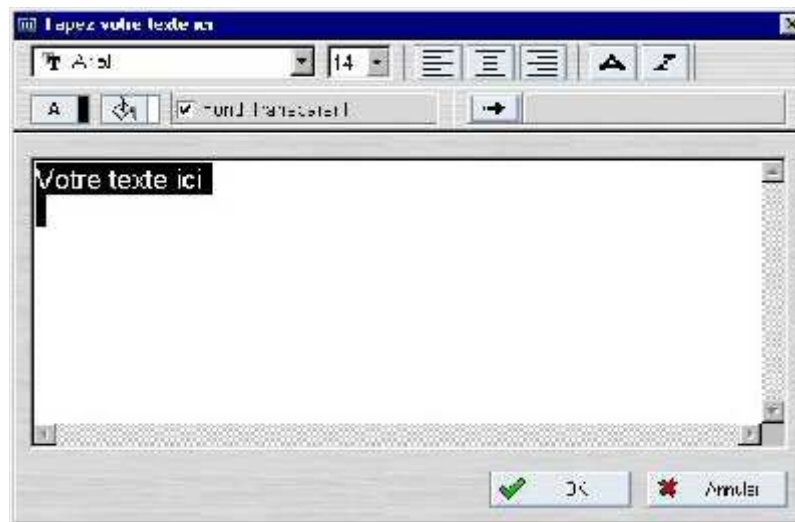 Tapez votre texte ici
Arial
14
A
Fond transparent
Votre texte ici
OK
Annuler